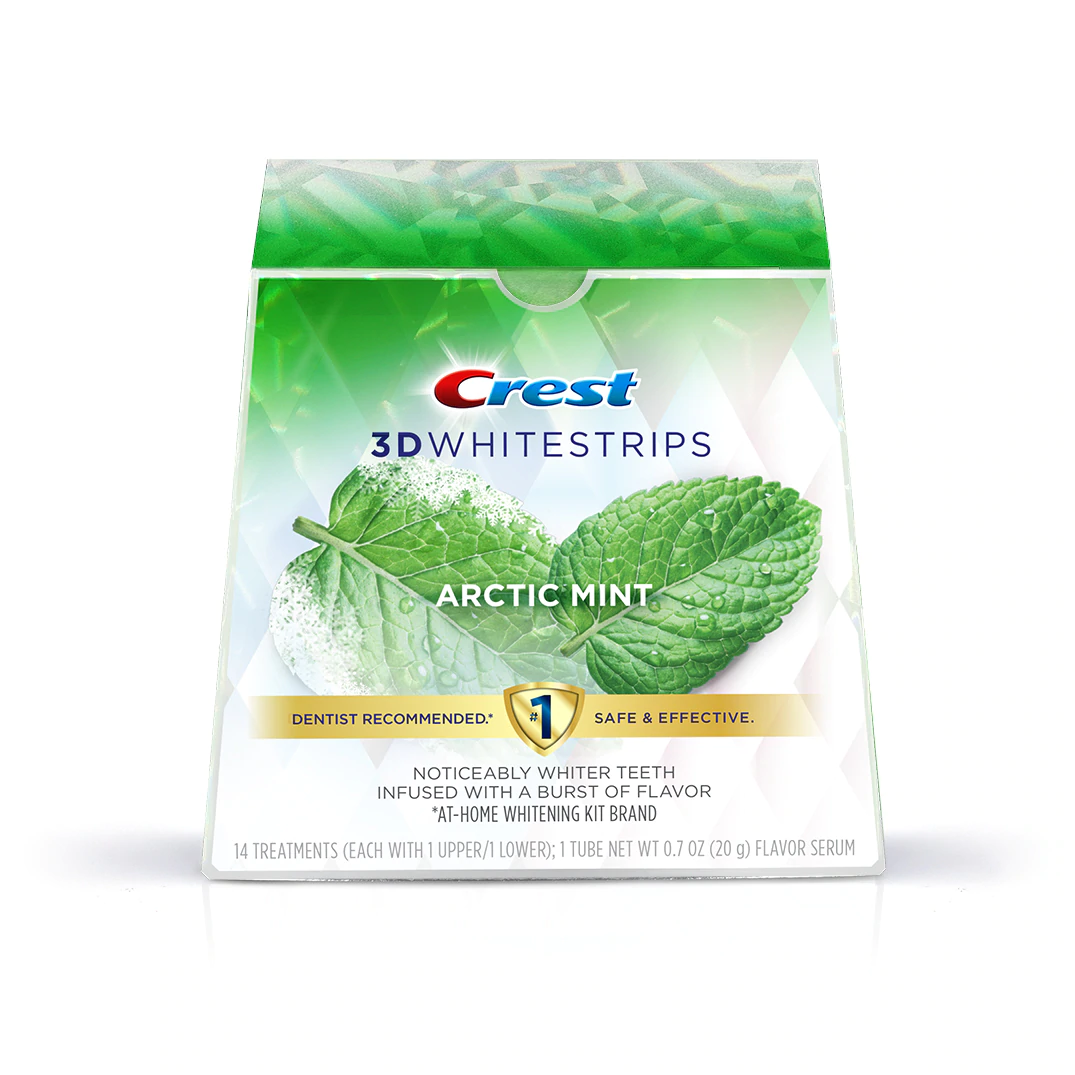 Crest
3DWHITESTRIPS
ARCTIC MINT
DENTIST RECOMMENDED.* #1 SAFE & EFFECTIVE.
NOTICEABLY WHITER TEETH
INFUSED WITH A BURST OF FLAVOR
*AT-HOME WHITENING KIT BRAND
14 TREATMENTS (EACH WITH 1 UPPER/1 LOWER); 1 TUBE NET WT 0.7 OZ (20 g) FLAVOR SERUM